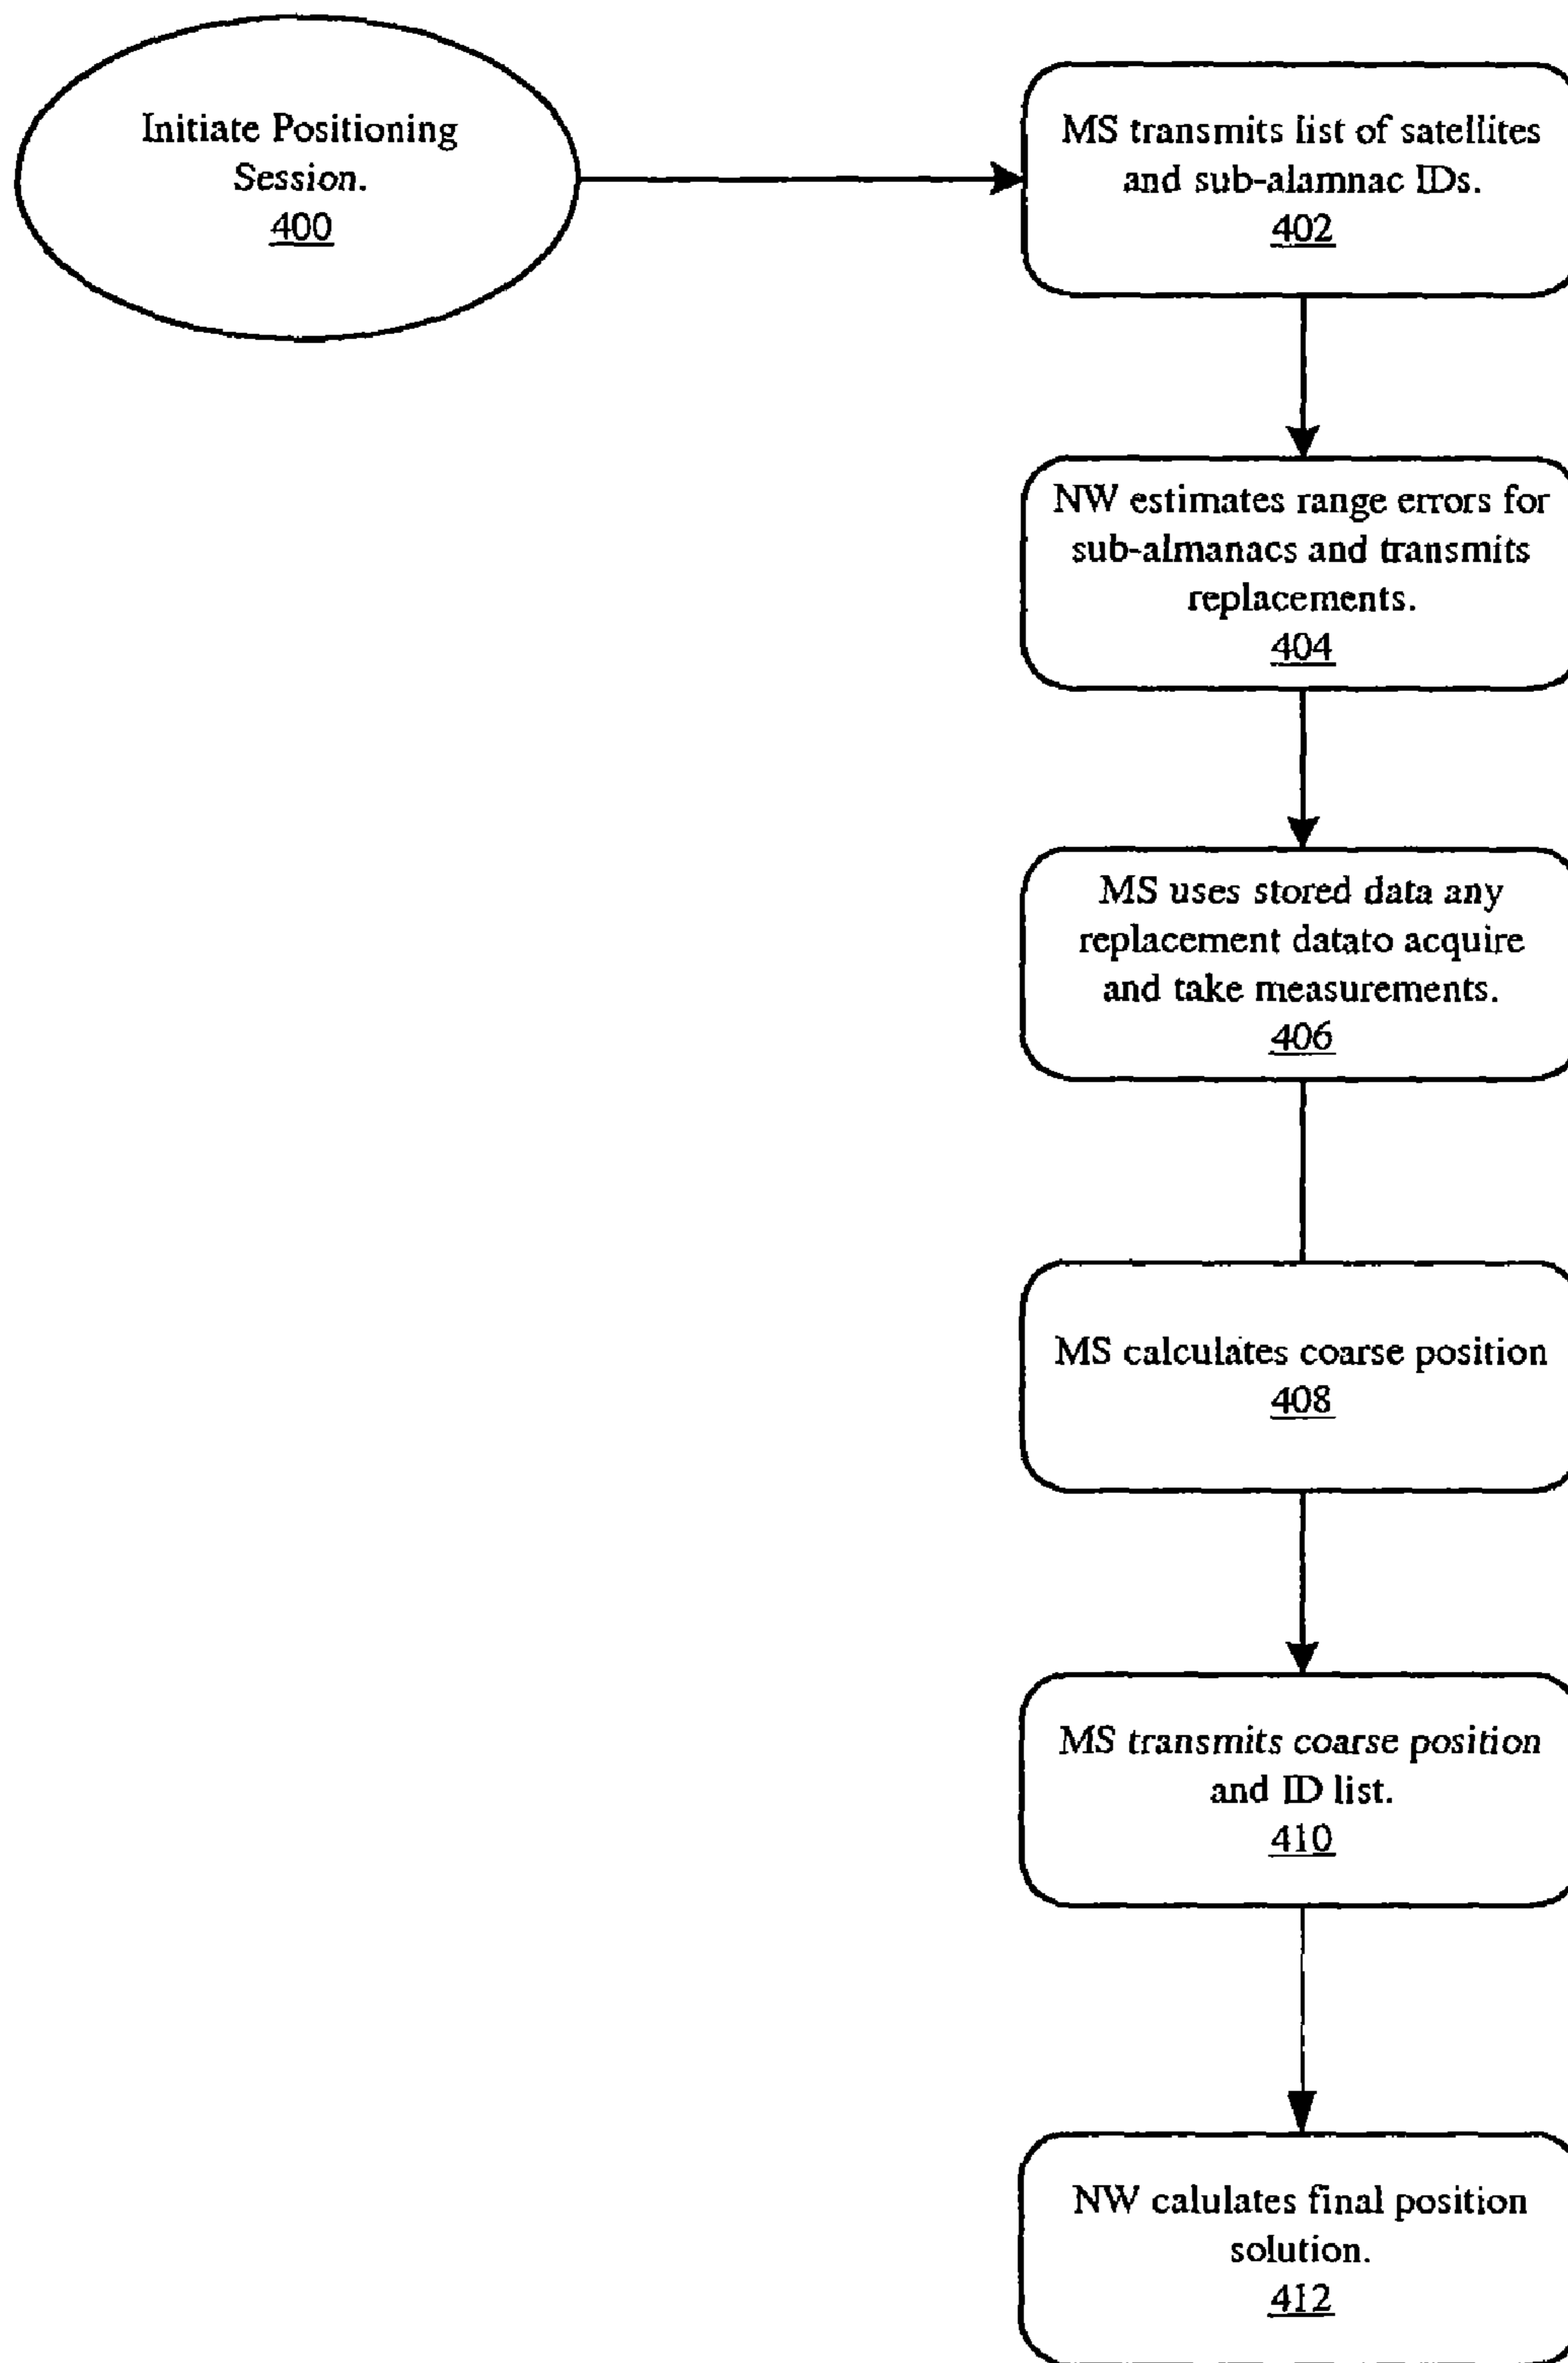 Initiate Positioning
Session.
400
MS transmits list of satellites
and sub-alamnac IDs.
402
NW estimates range errors for
sub-almanacs and transmits
replacements.
404
MS uses stored data any
replacement datato acquire
and take measurements.
406
MS calculates coarse position
408
MS transmits coarse position
and ID list.
410
NW calulates final position
solution.
412